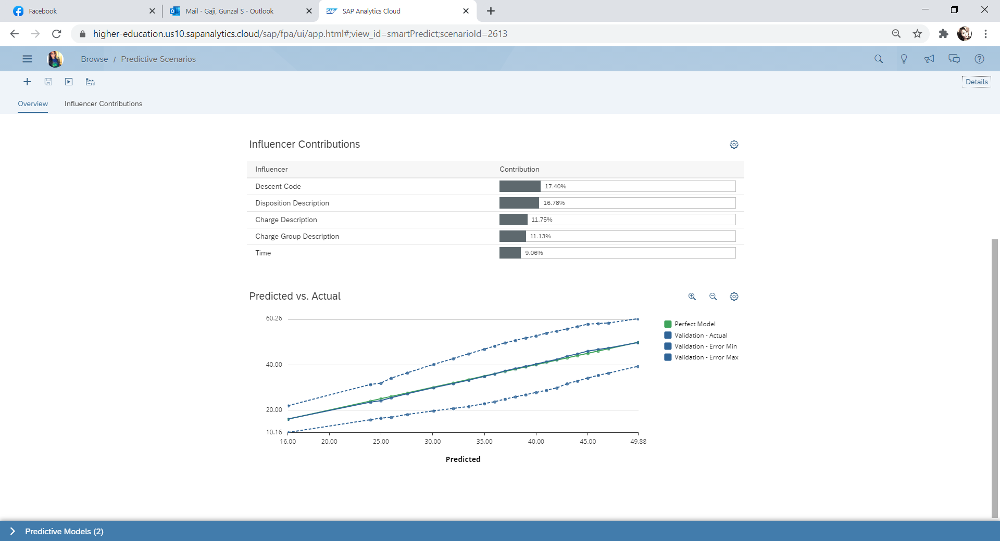 Facebook
Mail - Gaji, Gunzal S - Outlook
SAP SAP Analytics Cloud
higher-education.us10.sapanalytics.cloud/sap/fpa/ui/app.html#;view_id=smartPredict;scenarioId=2613
Browse / Predictive Scenarios
Details
Overview Influencer Contributions
Influencer Contributions
Influencer Contribution
Descent Code 17.40%
Disposition Description 16.78%
Charge Description 11.75%
Charge Group Description 11.13%
Time 9.06%
Predicted vs. Actual
60.26
40.00
20.00
10.16
16.00 20.00 25.00 30.00 35.00 40.00 45.00 49.88
Predicted
Perfect Model
Validation - Actual
Validation - Error Min
Validation - Error Max
Predictive Models (2)